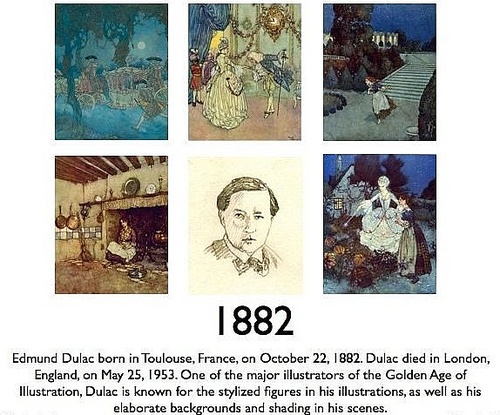 1882
Edmund Dulac born in Toulouse, France, on October 22, 1882. Dulac died in London,
England, on May 25, 1953. One of the major illustrators of the Golden Age of
Illustration, Dulac is known for the stylized figures in his illustrations, as well as his
elaborate backgrounds and shading in his scenes.